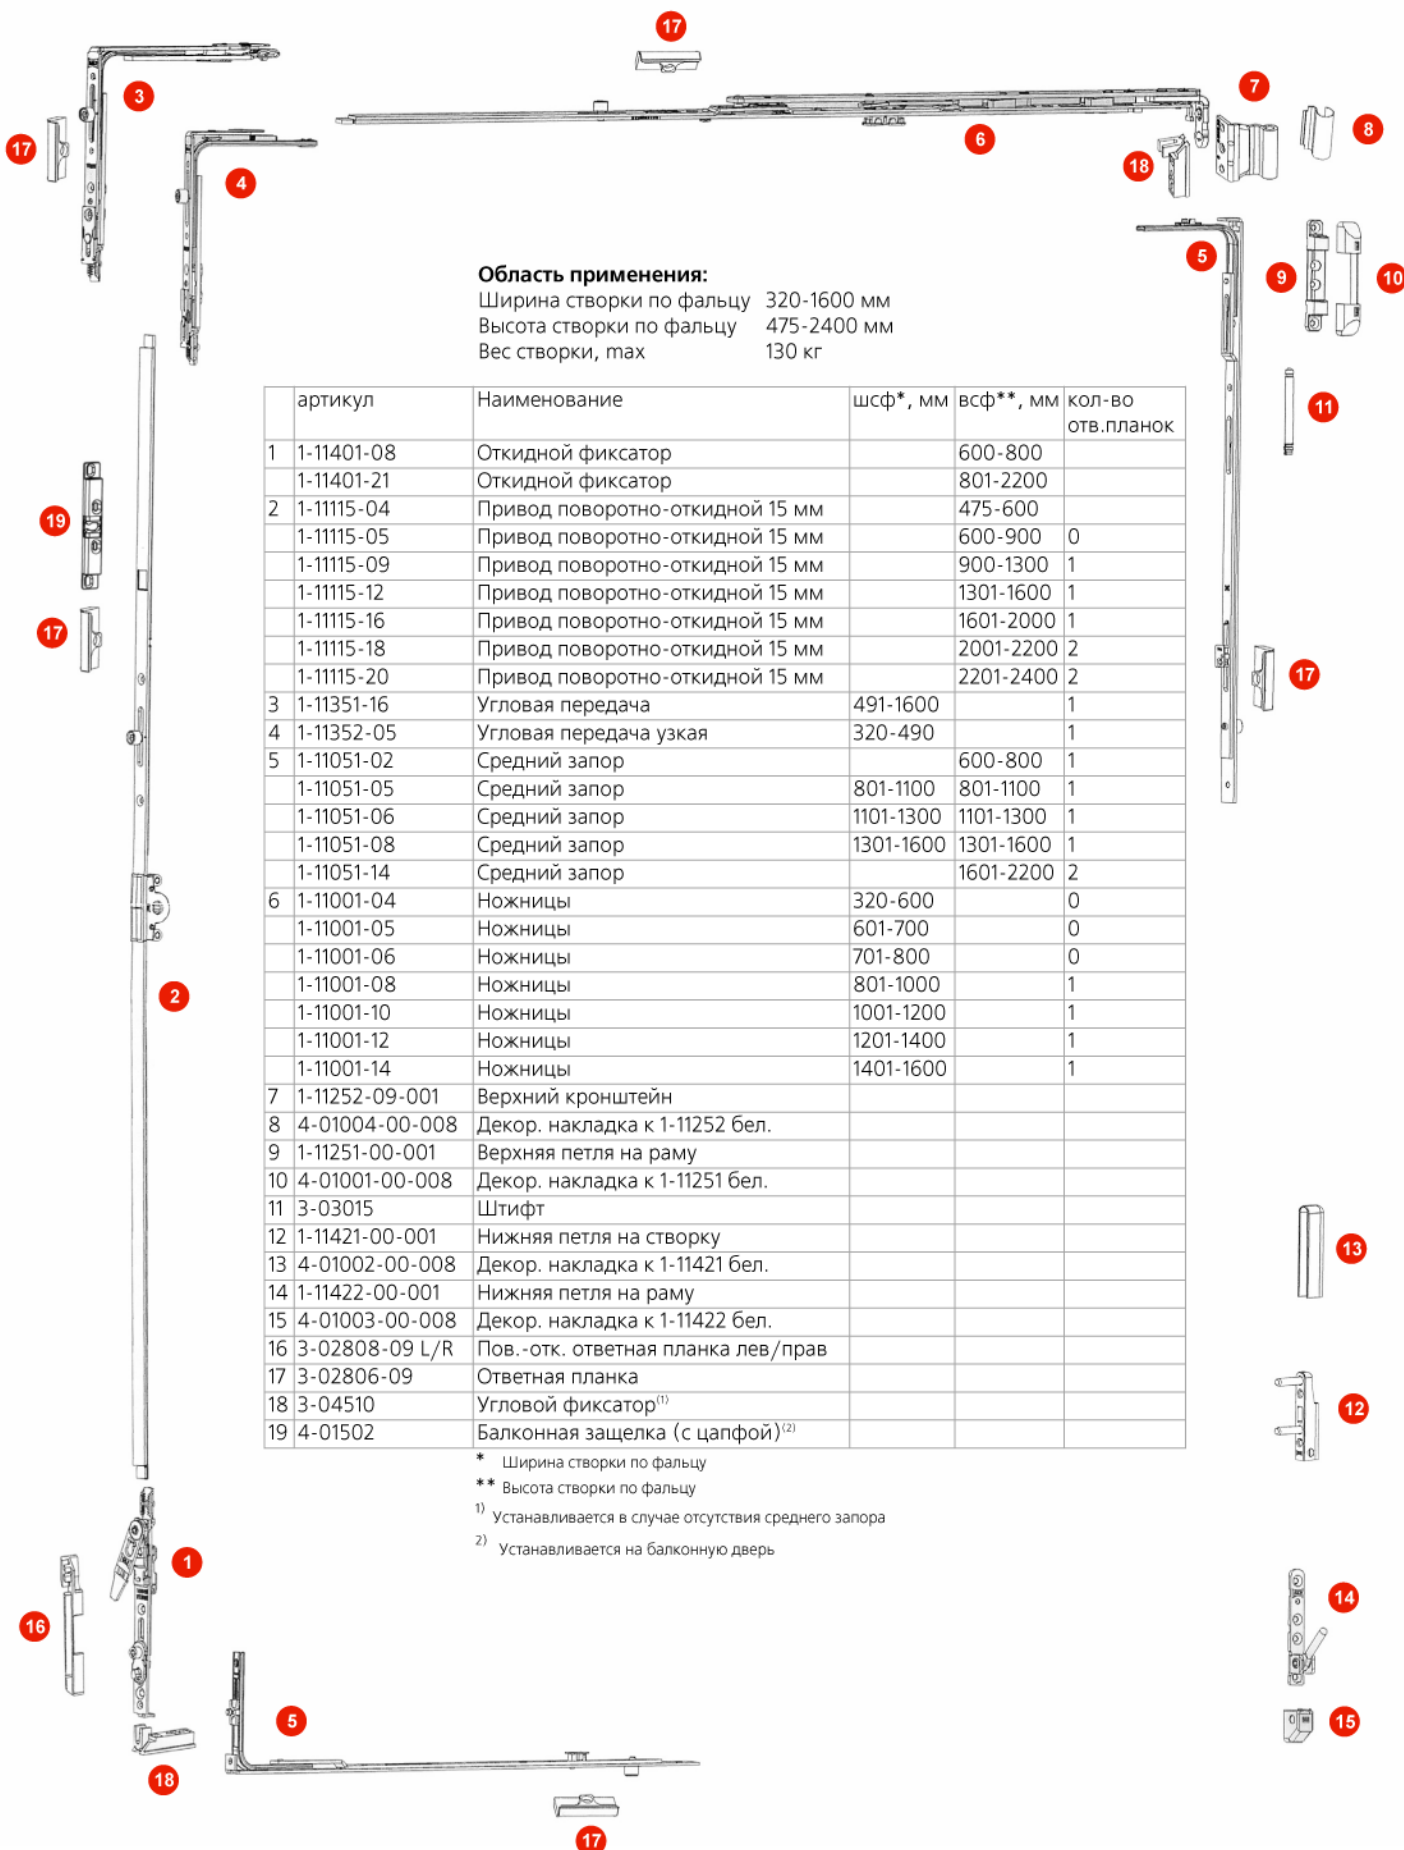 17
3
7
17
6
8
4
18
5
9
10
Область применения:
Ширина створки по фальцу 320-1600 мм
Высота створки по фальцу 475-2400 мм
Вес створки, max 130 кг
11
артикул Наименование шсф*, мм всф**, мм кол-во отв.планок
1 1-11401-08 Откидной фиксатор 600-800
1-11401-21 Откидной фиксатор 801-2200
2 1-11115-04 Привод поворотно-откидной 15 мм 475-600
1-11115-05 Привод поворотно-откидной 15 мм 600-900 0
1-11115-09 Привод поворотно-откидной 15 мм 900-1300 1
1-11115-12 Привод поворотно-откидной 15 мм 1301-1600 1
1-11115-16 Привод поворотно-откидной 15 мм 1601-2000 1
1-11115-18 Привод поворотно-откидной 15 мм 2001-2200 2
1-11115-20 Привод поворотно-откидной 15 мм 2201-2400 2
3 1-11351-16 Угловая передача 491-1600 1
4 1-11352-05 Угловая передача узкая 320-490 1
5 1-11051-02 Средний запор 600-800 1
1-11051-05 Средний запор 801-1100 801-1100 1
1-11051-06 Средний запор 1101-1300 1101-1300 1
1-11051-08 Средний запор 1301-1600 1301-1600 1
1-11051-14 Средний запор 1601-2200 2
6 1-11001-04 Ножницы 320-600 0
1-11001-05 Ножницы 601-700 0
1-11001-06 Ножницы 701-800 0
1-11001-08 Ножницы 801-1000 1
1-11001-10 Ножницы 1001-1200 1
1-11001-12 Ножницы 1201-1400 1
1-11001-14 Ножницы 1401-1600 1
7 1-11252-09-001 Верхний кронштейн
8 4-01004-00-008 Декор. накладка к 1-11252 бел.
9 1-11251-00-001 Верхняя петля на раму
10 4-01001-00-008 Декор. накладка к 1-11251 бел.
11 3-03015 Штифт
12 1-11421-00-001 Нижняя петля на створку
13 4-01002-00-008 Декор. накладка к 1-11421 бел.
14 1-11422-00-001 Нижняя петля на раму
15 4-01003-00-008 Декор. накладка к 1-11422 бел.
16 3-02808-09 L/R Пов.-отк. ответная планка лев/прав
17 3-02806-09 Ответная планка
18 3-04510 Угловой фиксатор(1)
19 4-01502 Балконная защелка (с цапфой)(2)
* Ширина створки по фальцу
** Высота створки по фальцу
1) Устанавливается в случае отсутствия среднего запора
2) Устанавливается на балконную дверь
19
17
17
2
13
12
1
14
16
5
15
18
17